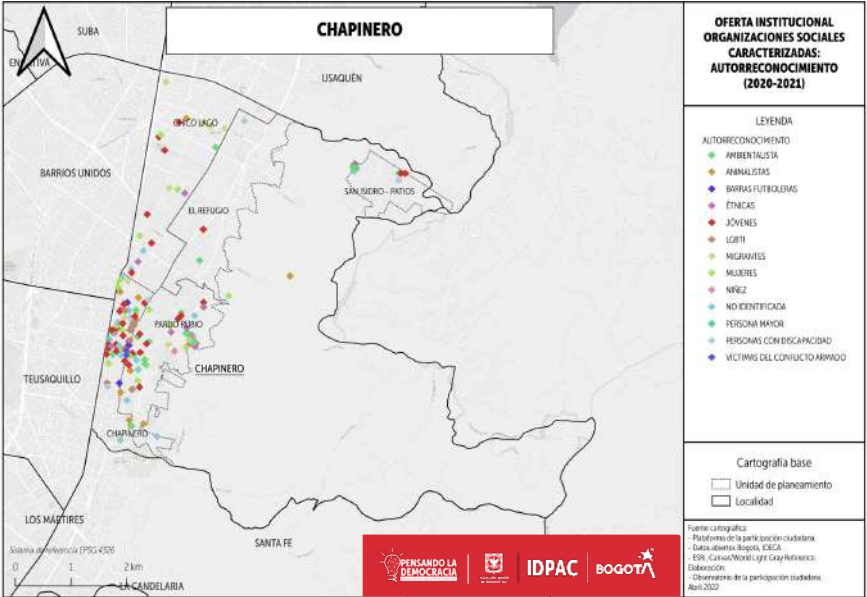 CHAPINERO
SUBA
USAQUÉN
CHICO LAGO
BARRIOS UNIDOS
SAN ISIDRO - PATIOS
EL REFUGIO
PARDO RUBIO
CHAPINERO
TEUSAQUILLO
CHAPINERO
LOS MÁRTIRES
SANTA FE
Sistema de referencia EPSG:4326
0 1 2 km
LA CANDELARIA
PENSANDO LA
DEMOCRACIA
IDPAC
BOGOTÁ
OFERTA INSTITUCIONAL
ORGANIZACIONES SOCIALES
CARACTERIZADAS:
AUTORRECONOCIMIENTO
(2020-2021)
LEYENDA
AUTORRECONOCIMIENTO
AMBIENTALISTA
ANIMALISTAS
BARRAS FUTBOLERAS
ÉTNICAS
JÓVENES
LGBTI
MIGRANTES
MUJERES
NIÑEZ
NO IDENTIFICADA
PERSONA MAYOR
PERSONAS CON DISCAPACIDAD
VÍCTIMAS DEL CONFLICTO ARMADO
Cartografía base
Unidad de planeamiento
Localidad
Fuente cartográfica:
- Plataforma de la participación ciudadana.
- Datos abiertos Bogotá, IDECA
- ESRI, Canvas/World Light Gray Reference.
Elaboración:
- Observatorio de la participación ciudadana.
Abril 2022